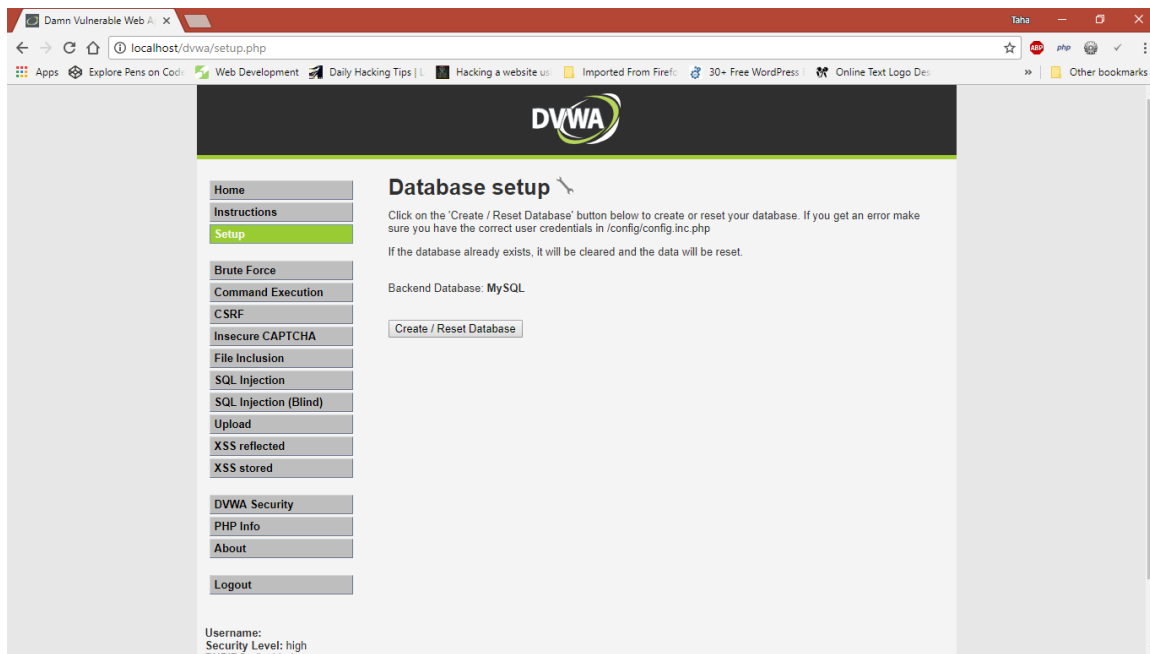 Damn Vulnerable Web A
Taha
localhost/dvwa/setup.php
ABP
php
Apps
Explore Pens on Code
Web Development
Daily Hacking Tips | L
Hacking a website us
Imported From Firefo
30+ Free WordPress
Online Text Logo Des
»
Other bookmarks
DVWA
Home
Instructions
Setup
Brute Force
Command Execution
CSRF
Insecure CAPTCHA
File Inclusion
SQL Injection
SQL Injection (Blind)
Upload
XSS reflected
XSS stored
DVWA Security
PHP Info
About
Logout
Username:
Security Level: high
Database setup
Click on the 'Create / Reset Database' button below to create or reset your database. If you get an error make
sure you have the correct user credentials in /config/config.inc.php
If the database already exists, it will be cleared and the data will be reset.
Backend Database: MySQL
Create / Reset Database